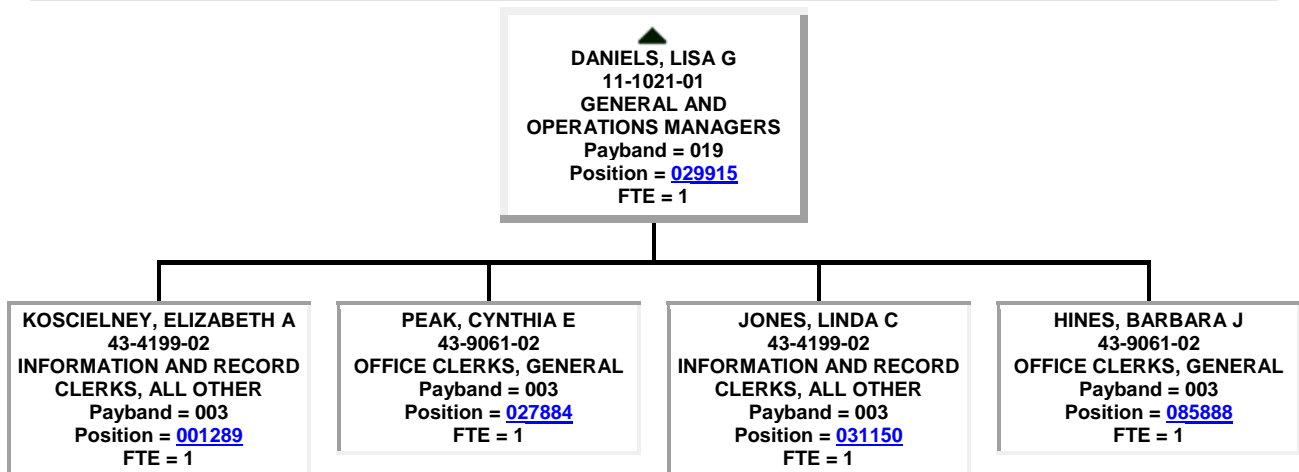 DANIELS, LISA G
11-1021-01
GENERAL AND
OPERATIONS MANAGERS
Payband = 019
Position = 029915
FTE = 1
KOSCIELNEY, ELIZABETH A
43-4199-02
INFORMATION AND RECORD
CLERKS, ALL OTHER
Payband = 003
Position = 001289
FTE = 1
PEAK, CYNTHIA E
43-9061-02
OFFICE CLERKS, GENERAL
Payband = 003
Position = 027884
FTE = 1
JONES, LINDA C
43-4199-02
INFORMATION AND RECORD
CLERKS, ALL OTHER
Payband = 003
Position = 031150
FTE = 1
HINES, BARBARA J
43-9061-02
OFFICE CLERKS, GENERAL
Payband = 003
Position = 085888
FTE = 1